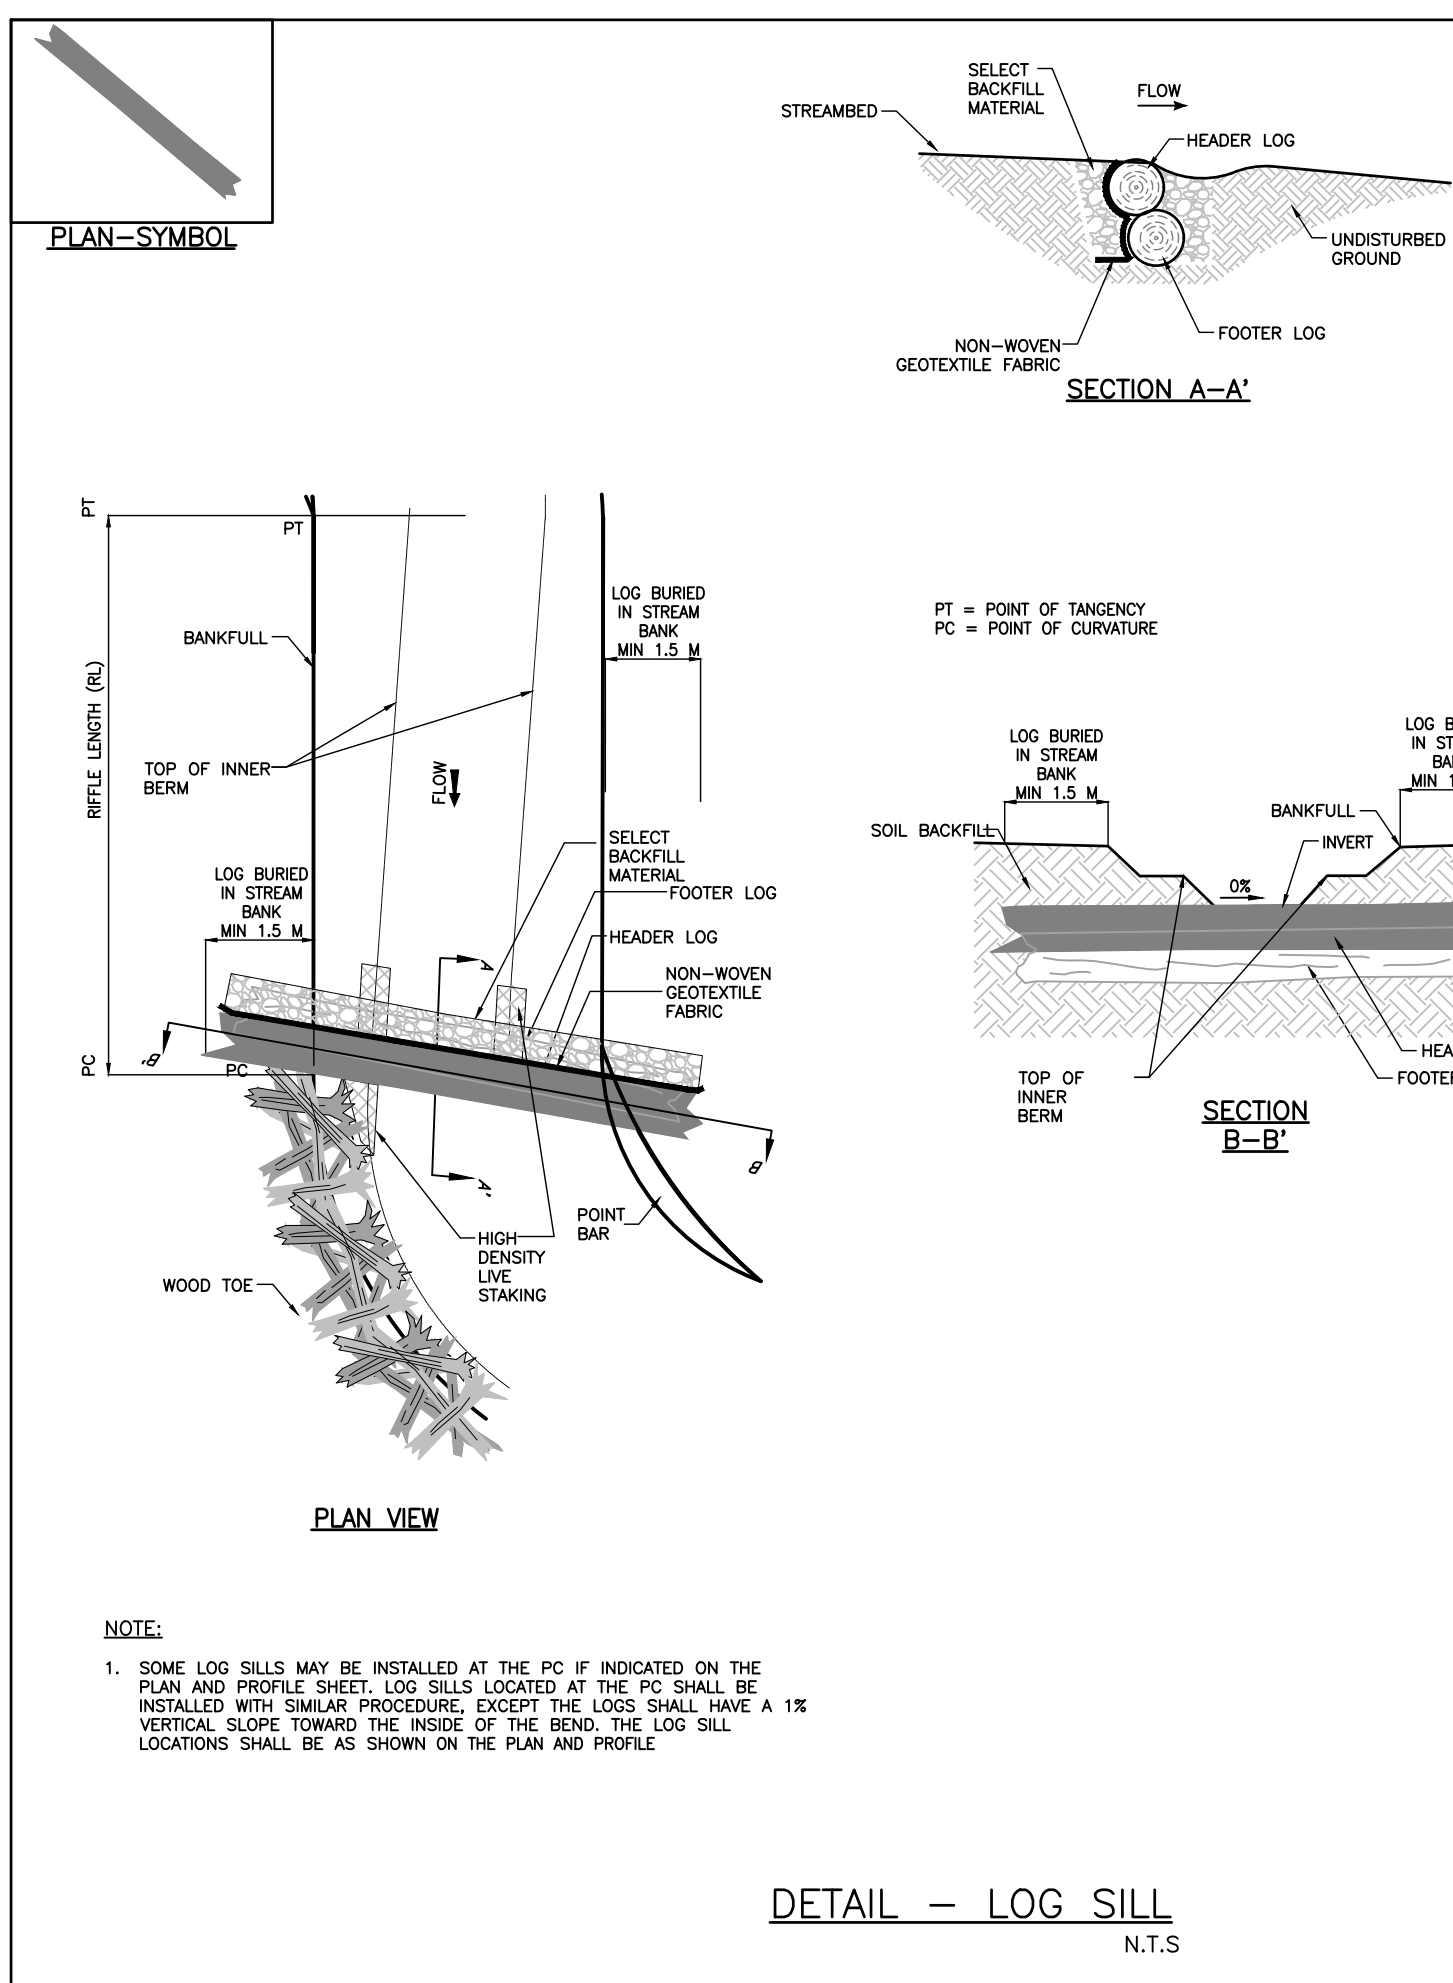 PLAN-SYMBOL
SELECT
BACKFILL
MATERIAL
FLOW
STREAMBED
HEADER LOG
UNDISTURBED
GROUND
FOOTER LOG
NON-WOVEN
GEOTEXTILE FABRIC
SECTION A-A'
PT
PT
BANKFULL
LOG BURIED
IN STREAM
BANK
MIN 1.5 M
RIFFLE LENGTH (RL)
TOP OF INNER
BERM
FLOW
SELECT
BACKFILL
MATERIAL
FOOTER LOG
HEADER LOG
NON-WOVEN
GEOTEXTILE
FABRIC
LOG BURIED
IN STREAM
BANK
MIN 1.5 M
A
B'
PC
PC
B
A'
POINT
BAR
HIGH
DENSITY
LIVE
STAKING
WOOD TOE
PLAN VIEW
PT = POINT OF TANGENCY
PC = POINT OF CURVATURE
LOG BURIED
IN STREAM
BANK
MIN 1.5 M
LOG B
IN ST
BA
MIN 1
SOIL BACKFILL
BANKFULL
INVERT
0%
HEA
FOOTER
TOP OF
INNER
BERM
SECTION
B-B'
NOTE:
1. SOME LOG SILLS MAY BE INSTALLED AT THE PC IF INDICATED ON THE
PLAN AND PROFILE SHEET. LOG SILLS LOCATED AT THE PC SHALL BE
INSTALLED WITH SIMILAR PROCEDURE, EXCEPT THE LOGS SHALL HAVE A 1%
VERTICAL SLOPE TOWARD THE INSIDE OF THE BEND. THE LOG SILL
LOCATIONS SHALL BE AS SHOWN ON THE PLAN AND PROFILE
DETAIL - LOG SILL
N.T.S